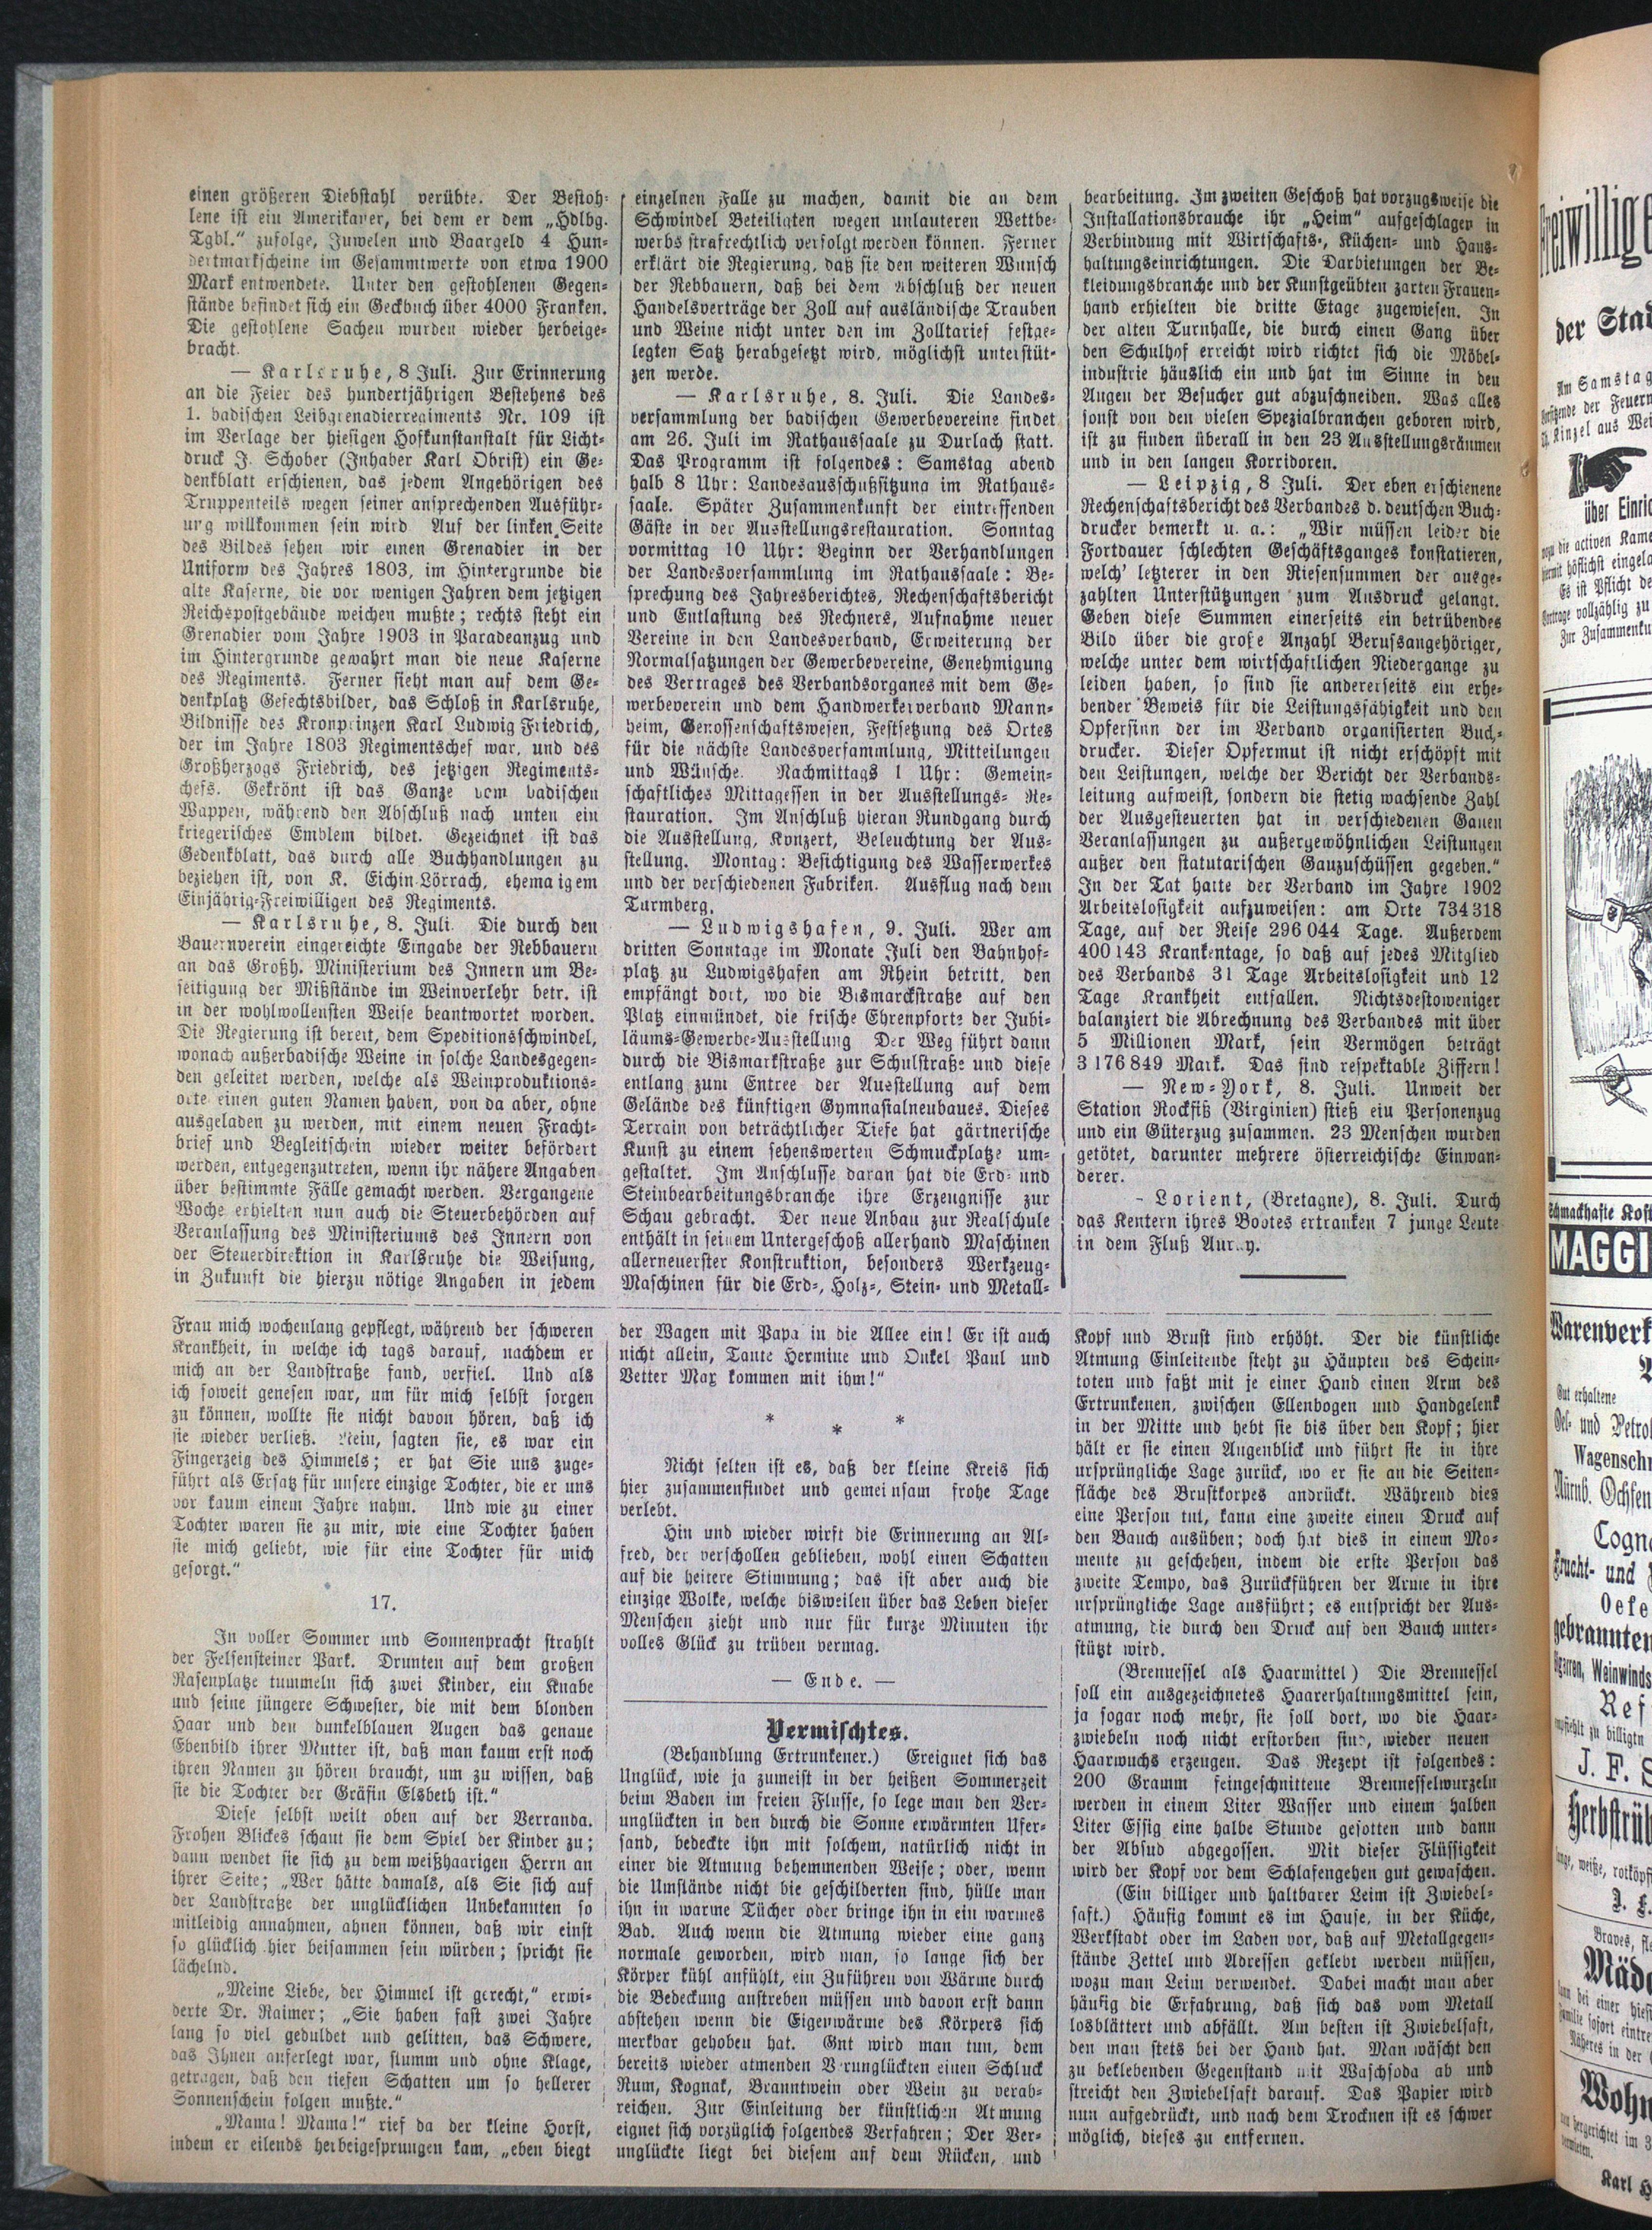 einen größeren Diebstahl verübte. Der Bestoh-
lene ist ein Amerikaner, bei dem er dem „Hdlbg.
Tgbl.“ zufolge, Juwelen und Baargeld 4 Hun-
dertmarkscheine im Gesammtwerte von etwa 1900
Mark entwendete. Unter den gestohlenen Gegen-
stände befindet sich ein Geckbuch über 4000 Franken.
Die gestohlene Sachen wurden wieder herbeige-
bracht.
— Karlsruhe, 8 Juli. Zur Erinnerung
an die Feier des hundertjährigen Bestehens des
1. badischen Leibgrenadierregiments Nr. 109 ist
im Verlage der hiesigen Hofkunstanstalt für Licht-
druck J. Schober (Inhaber Karl Obrist) ein Ge-
denkblatt erschienen, das jedem Angehörigen des
Truppenteils wegen seiner ansprechenden Ausführ-
ung willkommen sein wird Auf der linken Seite
des Bildes sehen wir einen Grenadier in der
Uniform des Jahres 1803, im Hintergrunde die
alte Kaserne, die vor wenigen Jahren dem jetzigen
Reichspostgebäude weichen mußte; rechts steht ein
Grenadier vom Jahre 1903 in Paradeanzug und
im Hintergrunde gewahrt man die neue Kaserne
des Regiments. Ferner sieht man auf dem Ge-
denkplatz Gefechtsbilder, das Schloß in Karlsruhe,
Bildnisse des Kronprinzen Karl Ludwig Friedrich,
der im Jahre 1803 Regimentschef war, und des
Großherzogs Friedrich, des jetzigen Regiments-
chefs. Gekrönt ist das Ganze vom badischen
Wappen, während den Abschluß nach unten ein
kriegerisches Emblem bildet. Gezeichnet ist das
Gedenkblatt, das durch alle Buchhandlungen zu
beziehen ist, von K. Eichin-Lörrach, ehemaigem
Einjährig-Freiwilligen des Regiments.
— Karlsruhe, 8. Juli. Die durch den
Bauernverein eingereichte Eingabe der Rebbauern
an das Großh. Ministerium des Innern um Be-
seitigung der Mißstände im Weinverkehr betr. ist
in der wohlwollensten Weise beantwortet worden.
Die Regierung ist bereit, dem Speditionsschwindel,
wonach außerbadische Weine in solche Landesgegen-
den geleitet werden, welche als Weinproduktions-
orte einen guten Namen haben, von da aber, ohne
ausgeladen zu werden, mit einem neuen Fracht-
brief und Begleitschein wieder weiter befördert
werden, entgegenzutreten, wenn ihr nähere Angaben
über bestimmte Fälle gemacht werden. Vergangene
Woche erhielten nun auch die Steuerbehörden auf
Veranlassung des Ministeriums des Innern von
der Steuerdirektion in Karlsruhe die Weisung,
in Zukunft die hierzu nötige Angaben in jedem
einzelnen Falle zu machen, damit die an dem
Schwindel Beteiligten wegen unlauteren Wettbe-
werbs strafrechtlich verfolgt werden können. Ferner
erklärt die Regierung, daß sie den weiteren Wunsch
der Rebbauern, daß bei dem Abschluß der neuen
Handelsverträge der Zoll auf ausländische Trauben
und Weine nicht unter den im Zolltarief festge-
legten Satz herabgesetzt wird, möglichst unterstüt-
zen werde.
— Karlsruhe, 8. Juli. Die Landes-
versammlung der badischen Gewerbevereine findet
am 26. Juli im Rathaussaale zu Durlach statt.
Das Programm ist folgendes: Samstag abend
halb 8 Uhr: Landesausschußsitzung im Rathaus-
saale. Später Zusammenkunft der eintreffenden
Gäste in der Ausstellungsrestauration. Sonntag
vormittag 10 Uhr: Beginn der Verhandlungen
der Landesversammlung im Rathaussaale: Be-
sprechung des Jahresberichtes, Rechenschaftsbericht
und Entlastung des Rechners, Aufnahme neuer
Vereine in den Landesverband, Erweiterung der
Normalsatzungen der Gewerbevereine, Genehmigung
des Vertrages des Verbandsorganes mit dem Ge-
werbeverein und dem Handwerkerverband Mann-
heim, Genossenschaftswesen, Festsetzung des Ortes
für die nächste Landesversammlung, Mitteilungen
und Wünsche. Nachmittags 1 Uhr: Gemein-
schaftliches Mittagessen in der Ausstellungs- Re-
stauration. Im Anschluß hieran Rundgang durch
die Ausstellung, Konzert, Beleuchtung der Aus-
stellung. Montag: Besichtigung des Wasserwerkes
und der verschiedenen Fabriken. Ausflug nach dem
Turmberg.
— Ludwigshafen, 9. Juli. Wer am
dritten Sonntage im Monate Juli den Bahnhof-
platz zu Ludwigshafen am Rhein betritt, den
empfängt dort, wo die Bismarckstraße auf den
Platz einmündet, die frische Ehrenpforte der Jubi-
läums-Gewerbe-Ausstellung Der Weg führt dann
durch die Bismarkstraße zur Schulstraße und diese
entlang zum Entree der Ausstellung auf dem
Gelände des künftigen Gymnasialneubaues. Dieses
Terrain von beträchtlicher Tiefe hat gärtnerische
Kunst zu einem sehenswerten Schmuckplatze um-
gestaltet. Im Anschlusse daran hat die Erd- und
Steinbearbeitungsbranche ihre Erzeugnisse zur
Schau gebracht. Der neue Anbau zur Realschule
enthält in seinem Untergeschoß allerhand Maschinen
allerneuerster Konstruktion, besonders Werkzeug-
Maschinen für die Erd-, Holz-, Stein- und Metall-
bearbeitung. Im zweiten Geschoß hat vorzugsweise die
Installationsbrauche ihr „Heim“ aufgeschlagen in
Verbindung mit Wirtschafts-, Küchen- und Haus-
haltungseinrichtungen. Die Darbietungen der Be-
kleidungsbranche und der Kunstgeübten zarten Frauen-
hand erhielten die dritte Etage zugewiesen. In
der alten Turnhalle, die durch einen Gang über
den Schulhof erreicht wird richtet sich die Möbel-
industrie häuslich ein und hat im Sinne in den
Augen der Besucher gut abzuschneiden. Was alles
sonst von den vielen Spezialbranchen geboren wird,
ist zu finden überall in den 23 Ausstellungsräumen
und in den langen Korridoren.
— Leipzig, 8 Juli. Der eben erschienene
Rechenschaftsbericht des Verbandes d. deutschen Buch-
drucker bemerkt u. a.: „Wir müssen leider die
Fortdauer schlechten Geschäftsganges konstatieren,
welch' letzterer in den Riesensummen der ausge-
zahlten Unterstützungen zum Ausdruck gelangt.
Geben diese Summen einerseits ein betrübendes
Bild über die große Anzahl Berufsangehöriger,
welche unter dem wirtschaftlichen Niedergange zu
leiden haben, so sind sie andererseits ein erhe-
bender Beweis für die Leistungsfähigkeit und den
Opfersinn der im Verband organisierten Buch-
drucker. Dieser Opfermut ist nicht erschöpft mit
den Leistungen, welche der Bericht der Verbands-
leitung aufweist, sondern die stetig wachsende Zahl
der Ausgesteuerten hat in verschiedenen Gauen
Veranlassungen zu außergewöhnlichen Leistungen
außer den statutarischen Gauzuschüssen gegeben.“
In der Tat hatte der Verband im Jahre 1902
Arbeitslosigkeit aufzuweisen: am Orte 734318
Tage, auf der Reise 296044 Tage. Außerdem
400143 Krankentage, so daß auf jedes Mitglied
des Verbands 31 Tage Arbeitslosigkeit und 12
Tage Krankheit entfallen. Nichtsdestoweniger
balanziert die Abrechnung des Verbandes mit über
5 Millionen Mark, sein Vermögen beträgt
3176849 Mark. Das sind respektable Ziffern!
— New-York, 8. Juli. Unweit der
Station Rockfiß (Virginien) stieß eiu Personenzug
und ein Güterzug zusammen. 23 Menschen wurden
getötet, darunter mehrere österreichische Einwan-
derer.
- Lorient, (Bretagne), 8. Juli. Durch
das Kentern ihres Bootes ertranken 7 junge Leute
in dem Fluß
Frau mich wochenlang gepflegt, während der schweren
Krankheit, in welche ich tags darauf, nachdem er
mich an der Landstraße fand, verfiel. Und als
ich soweit genesen war, um für mich selbst sorgen
zu können, wollte sie nicht davon hören, daß ich
sie wieder verließ. Nein, sagten sie, es war ein
Fingerzeig des Himmels; er hat Sie uns zuge-
führt als Ersatz für unsere einzige Tochter, die er uns
vor kaum einem Jahre nahm. Und wie zu einer
Tochter waren sie zu mir, wie eine Tochter haben
sie mich geliebt, wie für eine Tochter für mich
gesorgt.“
17.
In voller Sommer und Sonnenpracht strahlt
der Felsensteiner Park. Drunten auf dem großen
Rasenplatze tummeln sich zwei Kinder, ein Knabe
und seine jüngere Schwester, die mit dem blonden
Haar und den dunkelblauen Augen das genaue
Ebenbild ihrer Mutter ist, daß man kaum erst noch
ihren Namen zu hören braucht, um zu wissen, daß
sie die Tochter der Gräfin Elsbeth ist.“
Diese selbst weilt oben auf der Verranda.
Frohen Blickes schaut sie dem Spiel der Kinder zu;
dann wendet sie sich zu dem weißhaarigen Herrn an
ihrer Seite; „Wer hätte damals, als Sie sich auf
der Landstraße der unglücklichen Unbekannten so
mitleidig annahmen, ahnen können, daß wir einst
so glücklich hier beisammen sein würden; spricht sie
lächelnd.
„Meine Liebe, der Himmel ist gerecht,“ erwi-
derte Dr. Raimer; „Sie haben fast zwei Jahre
lang so viel geduldet und gelitten, das Schwere,
das Ihnen auferlegt war, stumm und ohne Klage,
getragen, daß den tiefen Schatten um so hellerer
Sonnenschein folgen mußte.“
„Mama! Mama!“ rief da der kleine Horst,
indem er eilends herbeigesprungen kam, „eben biegt
der Wagen mit Papa in die Allee ein! Er ist auch
nicht allein, Tante Hermine und Onkel Paul und
Vetter Max kommen mit ihm!“
* * *
Nicht selten ist es, daß der kleine Kreis sich
hier zusammenfindet und gemeinsam frohe Tage
verlebt.
Hin und wieder wirft die Erinnerung an Al-
fred, der verschollen geblieben, wohl einen Schatten
auf die heitere Stimmung; das ist aber auch die
einzige Wolke, welche bisweilen über das Leben dieser
Menschen zieht und nur für kurze Minuten ihr
volles Glück zu trüben vermag.
— Ende. —
Vermischtes.
(Behandlung Ertrunkener.) Ereignet sich das
Unglück, wie ja zumeist in der heißen Sommerzeit
beim Baden im freien Flusse, so lege man den Ver-
unglückten in den durch die Sonne erwärmten Ufer-
sand, bedeckte ihn mit solchem, natürlich nicht in
einer die Atmung behemmenden Weise; oder, wenn
die Umstände nicht bie geschilderten sind, hülle man
ihn in warme Tücher oder bringe ihn in ein warmes
Bad. Auch wenn die Atmung wieder eine ganz
normale geworden, wird man, so lange sich der
Körper kühl anfühlt, ein Zuführen von Wärme durch
die Bedeckung anstreben müssen und davon erst dann
abstehen wenn die Eigenwärme des Körpers sich
merkbar gehoben hat. Gut wird man tun, dem
bereits wieder atmenden Verunglückten einen Schluck
Rum, Kognak, Branntwein oder Wein zu verab-
reichen. Zur Einleitung der künstlichen Atmung
eignet sich vorzüglich folgendes Verfahren; Der Ver-
unglückte liegt bei diesem auf dem Rücken, und
Kopf und Brust sind erhöht. Der die künstliche
Atmung Einleitende steht zu Häupten des Schein-
toten und faßt mit je einer Hand einen Arm des
Ertrunkenen, zwischen Ellenbogen und Handgelenk
in der Mitte und hebt sie bis über den Kopf; hier
hält er sie einen Augenblick und führt sie in ihre
ursprüngliche Lage zurück, wo er sie an die Seiten-
fläche des Brustkorpes andrückt. Während dies
eine Person tut, kann eine zweite einen Druck auf
den Bauch ausüben; doch hat dies in einem Mo-
mente zu geschehen, indem die erste Person das
zweite Tempo, das Zurückführen der Arme in ihre
ursprüngliche Lage ausführt; es entspricht der Aus-
atmung, die durch den Druck auf den Bauch unter-
stützt wird.
(Brennessel als Haarmittel) Die Brennessel
soll ein ausgezeichnetes Haarerhaltungsmittel sein,
ja sogar noch mehr, sie soll dort, wo die Haar-
zwiebeln noch nicht erstorben sind, wieder neuen
Haarwuchs erzeugen. Das Rezept ist folgendes:
200 Gramm feingeschnittene Brennesselwurzeln
werden in einem Liter Wasser und einem halben
Liter Essig eine halbe Stunde gesotten und dann
der Absud abgegossen. Mit dieser Flüssigkeit
wird der Kopf vor dem Schlafengehen gut gewaschen.
(Ein billiger und haltbarer Leim ist Zwiebel-
saft.) Häufig kommt es im Hause, in der Küche,
Werkstadt oder im Laden vor, daß auf Metallgegen-
stände Zettel und Adressen geklebt werden müssen,
wozu man Leim verwendet. Dabei macht man aber
häufig die Erfahrung, daß sich das vom Metall
losblättert und abfällt. Am besten ist Zwiebelsaft,
den man stets bei der Hand hat. Man wäscht den
zu beklebenden Gegenstand mit Waschsoda ab und
streicht den Zwiebelsaft darauf. Das Papier wird
nun aufgedrückt, und nach dem Trocknen ist es schwer
möglich, dieses zu entfernen.
der
Am Samstag
der
aus
über
die activen
höflichst
Es ist Pflicht
vollzählig zu
Zur
MAGGI
Gut erhaltene
Oel- und
Nürnb.
und
gebrannten
Weinwinds
zu billigtn
J. F.
weiße,
Braves,
bei einer
sofort
in der
im 3
Karl